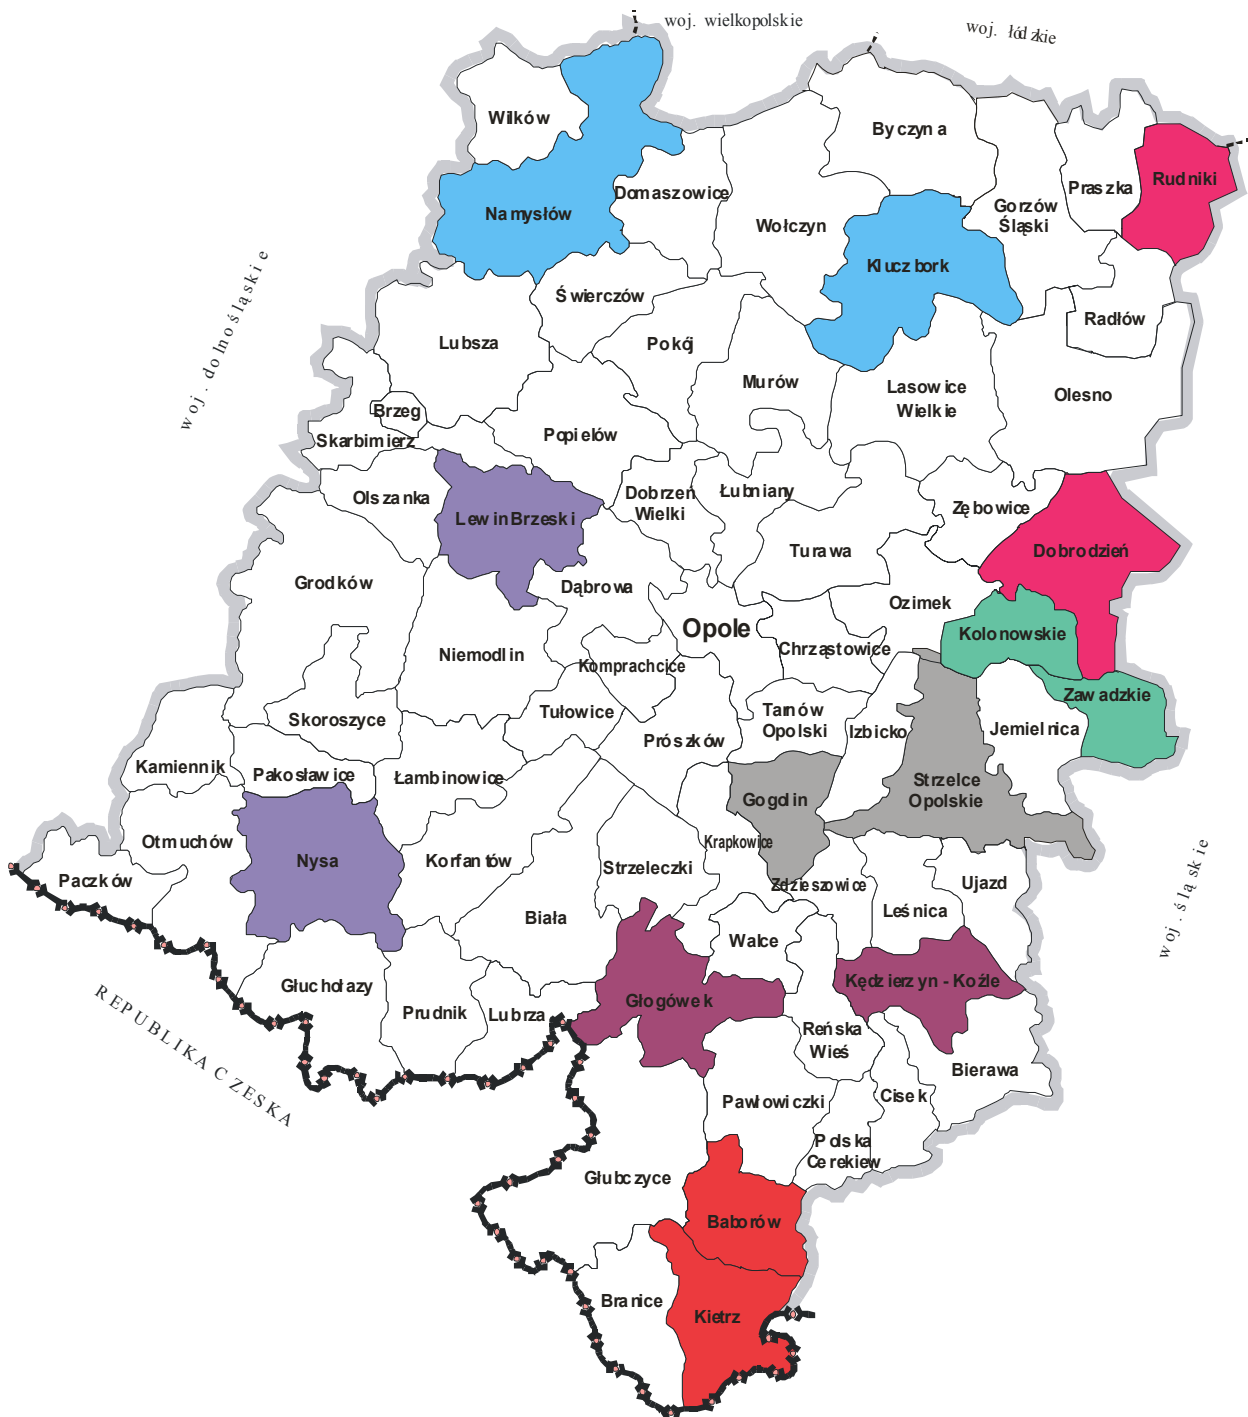 woj. wielkopolskie
woj. łódzkie
Wilków
Byczyna
Praszka
Rudniki
Domaszowice
Namysłów
Wołczyn
Gorzów
Śląski
Kluczbork
woj. dolnośląskie
Świerczów
Radłów
Lubsza
Pokój
Murów
Lasowice
Wielkie
Olesno
Brzeg
Skarbimierz
Popielów
Olszanka
Dobrzeń
Wielki
Łubniany
Zębowice
Lewin Brzeski
Turawa
Dobrodzień
Grodków
Dąbrowa
Ozimek
Opole
Kolonowskie
Niemodlin
Komprachcice
Chrząstowice
Zawadzkie
Skoroszyce
Tułowice
Tarnów
Opolski
Izbicko
Jemielnica
Prószków
Kamiennik
Pakosławice
Łambinowice
Strzelce
Opolskie
Gogolin
Otmuchów
Krapkowice
Nysa
Korfantów
Strzeleczki
Paczków
Zdzieszowice
Ujazd
woj. śląskie
Leśnica
Biała
Walce
Głuchołazy
Kędzierzyn - Koźle
Głogówek
Prudnik
Lubrza
REPUBLIKA CZESKA
Reńska
Wieś
Bierawa
Pawłowiczki
Cisek
Polska
Cerekiew
Głubczyce
Baborów
Branice
Kietrz